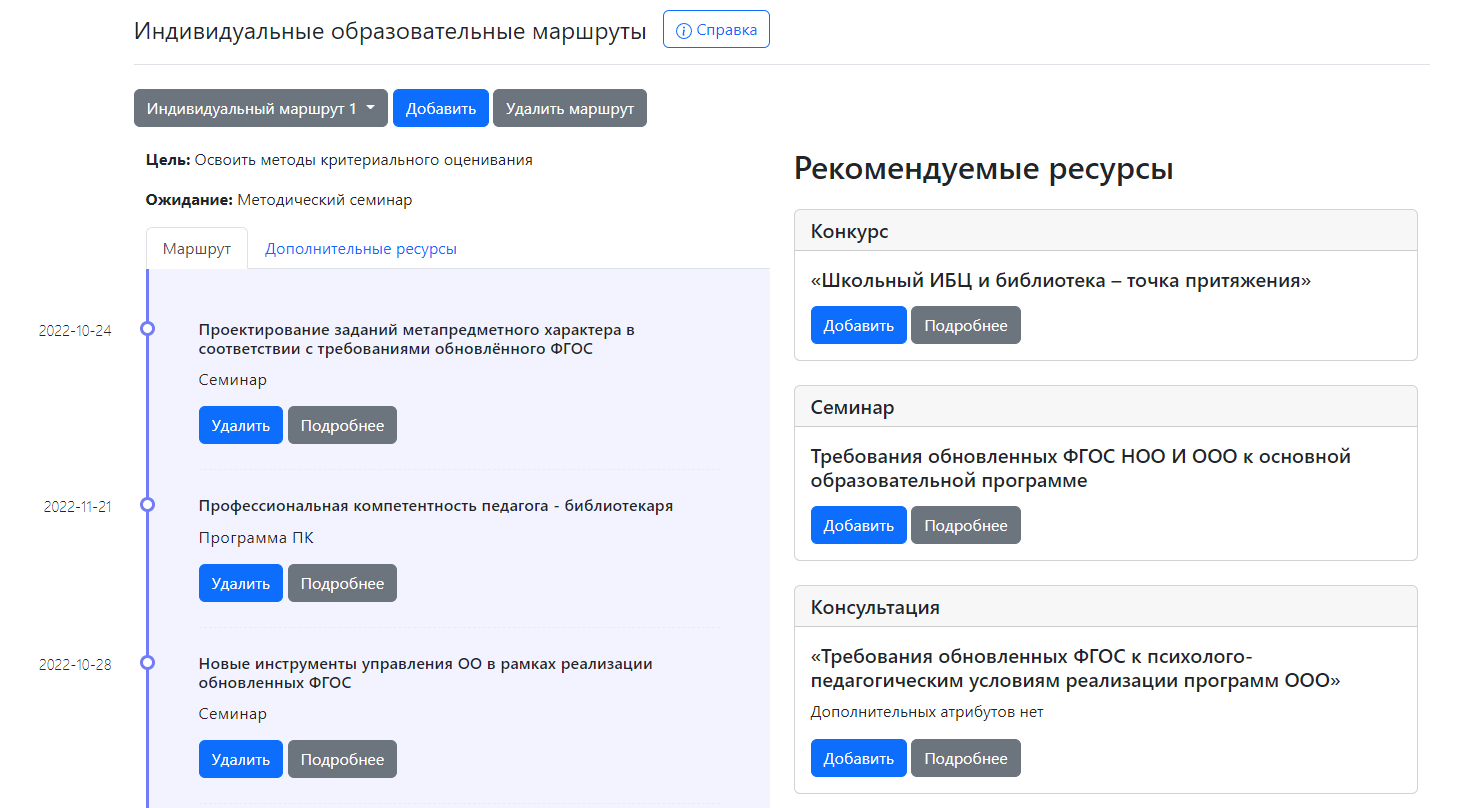 Индивидуальные образовательные маршруты
Справка
Индивидуальный маршрут 1
Добавить
Удалить маршрут
Цель: Освоить методы критериального оценивания
Ожидание: Методический семинар
Маршрут
Дополнительные ресурсы
2022-10-24
Проектирование заданий метапредметного характера в
соответствии с требованиями обновлённого ФГОС
Семинар
Удалить
Подробнее
2022-11-21
Профессиональная компетентность педагога - библиотекаря
Программа ПК
Удалить
Подробнее
2022-10-28
Новые инструменты управления ОО в рамках реализации
обновленных ФГОС
Семинар
Удалить
Подробнее
Рекомендуемые ресурсы
Конкурс
«Школьный ИБЦ и библиотека – точка притяжения»
Добавить
Подробнее
Семинар
Требования обновленных ФГОС НОО И ООО к основной
образовательной программе
Добавить
Подробнее
Консультация
«Требования обновленных ФГОС к психолого-
педагогическим условиям реализации программ ООО»
Дополнительных атрибутов нет
Добавить
Подробнее